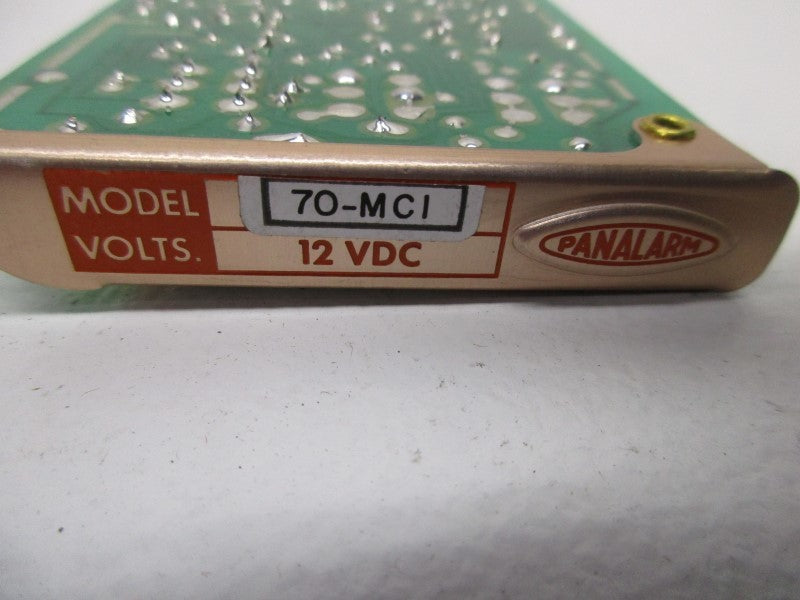 MODEL 70-MCI
VOLTS. 12 VDC
PANALARM